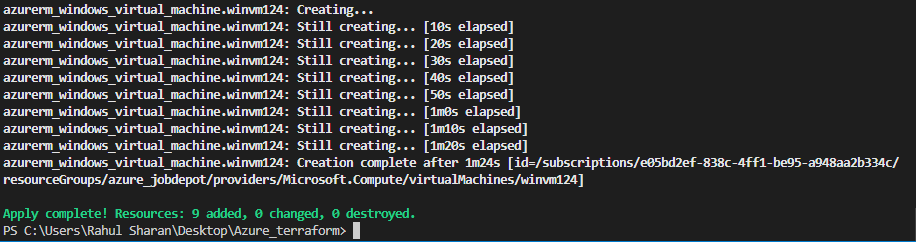 azurerm_windows_virtual_machine.winvm124: Creating...
azurerm_windows_virtual_machine.winvm124: Still creating... [10s elapsed]
azurerm_windows_virtual_machine.winvm124: Still creating... [20s elapsed]
azurerm_windows_virtual_machine.winvm124: Still creating... [30s elapsed]
azurerm_windows_virtual_machine.winvm124: Still creating... [40s elapsed]
azurerm_windows_virtual_machine.winvm124: Still creating... [50s elapsed]
azurerm_windows_virtual_machine.winvm124: Still creating... [1m0s elapsed]
azurerm_windows_virtual_machine.winvm124: Still creating... [1m10s elapsed]
azurerm_windows_virtual_machine.winvm124: Still creating... [1m20s elapsed]
azurerm_windows_virtual_machine.winvm124: Creation complete after 1m24s [id=/subscriptions/e05bd2ef-838c-4ff1-be95-a948aa2b334c/
resourceGroups/azure_jobdepot/providers/Microsoft.Compute/virtualMachines/winvm124]
Apply complete! Resources: 9 added, 0 changed, 0 destroyed.
PS C:\Users\Rahul Sharan\Desktop\Azure_terraform>